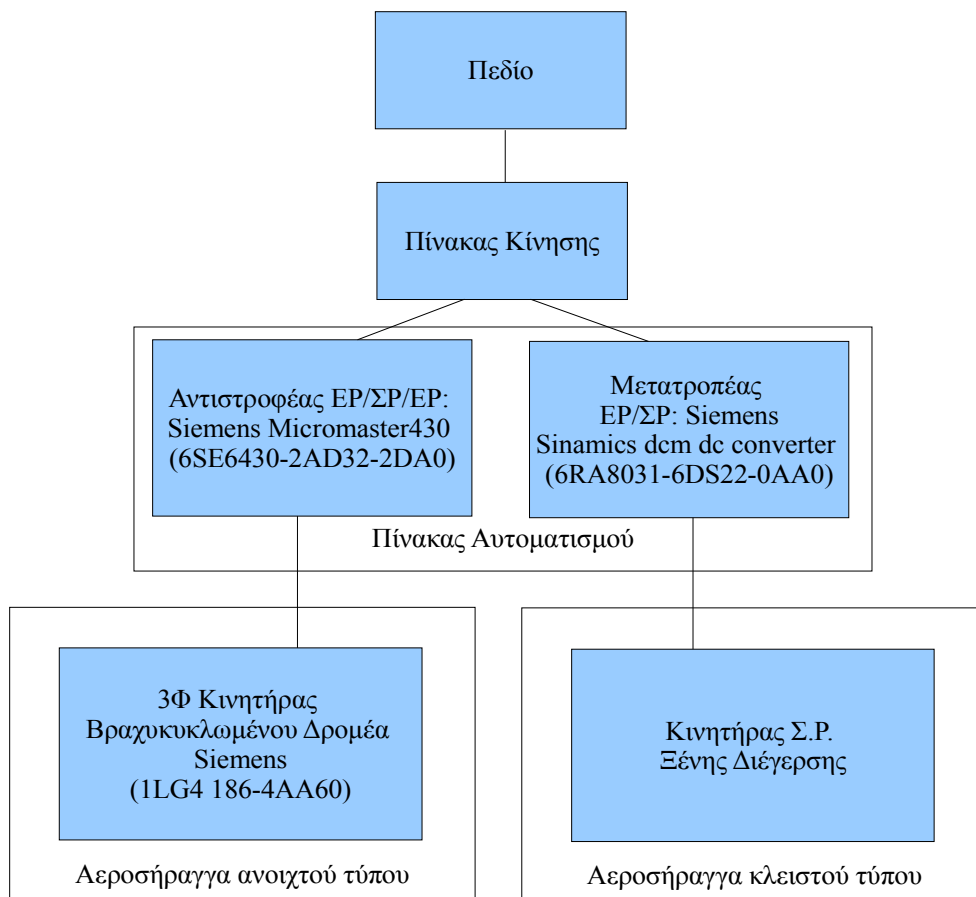 Πεδίο
Πίνακας Κίνησης
Αντιστροφέας ΕΡ/ΣΡ/ΕΡ:
Siemens Micromaster430
(6SE6430-2AD32-2DA0)
Μετατροπέας
ΕΡ/ΣΡ: Siemens
Sinamics dcm dc converter
(6RA8031-6DS22-0AA0)
Πίνακας Αυτοματισμού
3Φ Κινητήρας
Βραχυκυκλωμένου Δρομέα
Siemens
(1LG4 186-4AA60)
Αεροσήραγγα ανοιχτού τύπου
Κινητήρας Σ.Ρ.
Ξένης Διέγερσης
Αεροσήραγγα κλειστού τύπου